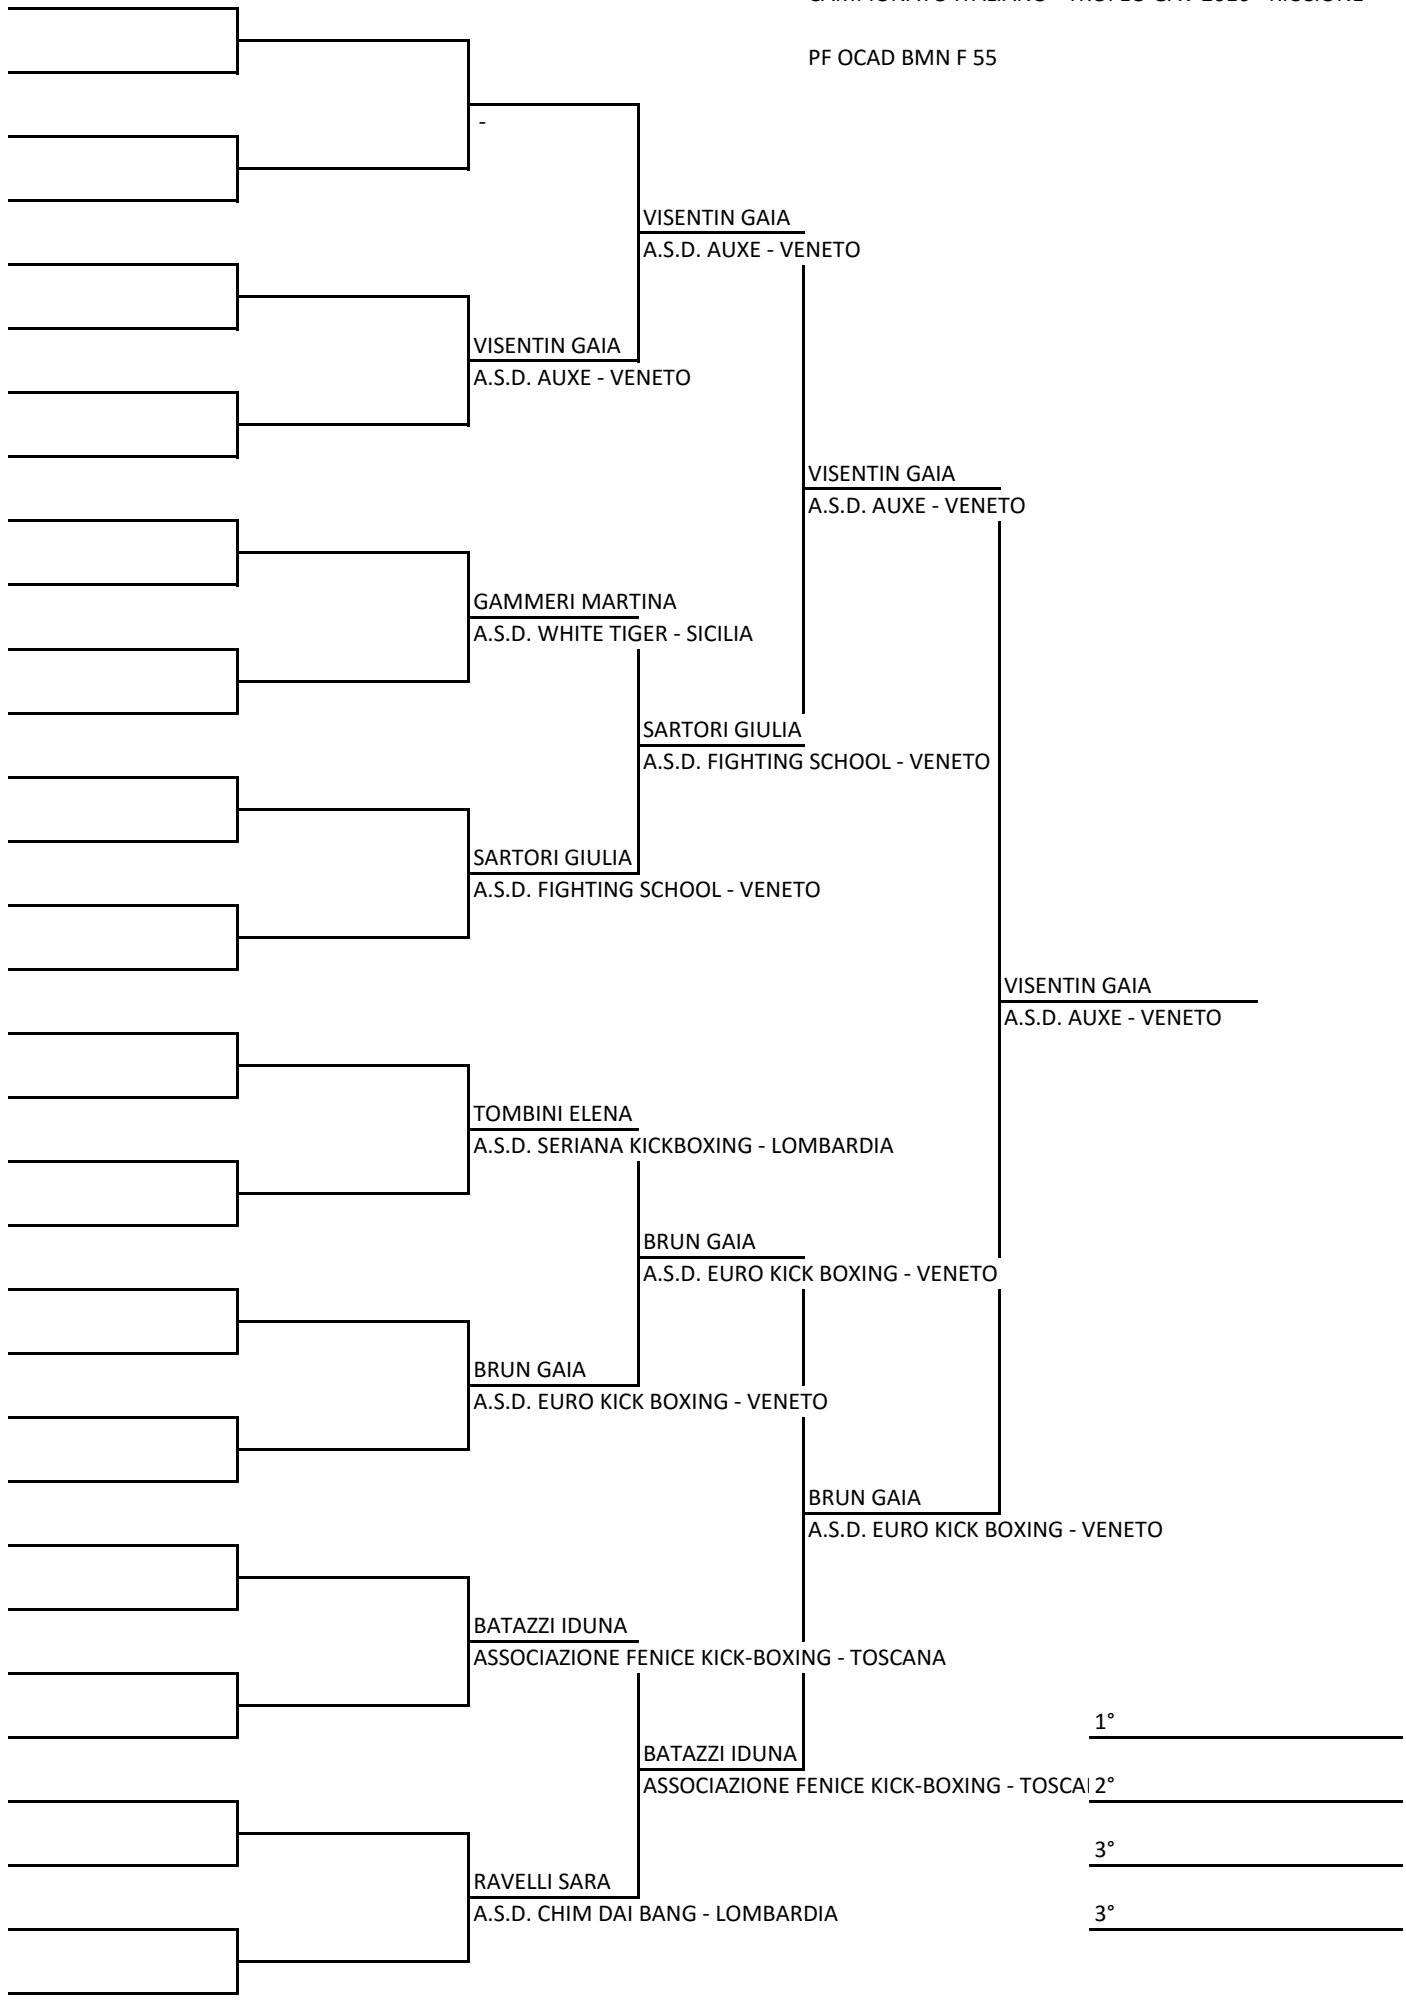 PF OCAD BMN F 55
-
VISENTIN GAIA
A.S.D. AUXE - VENETO
VISENTIN GAIA
A.S.D. AUXE - VENETO
VISENTIN GAIA
A.S.D. AUXE - VENETO
GAMMERI MARTINA
A.S.D. WHITE TIGER - SICILIA
SARTORI GIULIA
A.S.D. FIGHTING SCHOOL - VENETO
SARTORI GIULIA
A.S.D. FIGHTING SCHOOL - VENETO
VISENTIN GAIA
A.S.D. AUXE - VENETO
TOMBINI ELENA
A.S.D. SERIANA KICKBOXING - LOMBARDIA
BRUN GAIA
A.S.D. EURO KICK BOXING - VENETO
BRUN GAIA
A.S.D. EURO KICK BOXING - VENETO
BRUN GAIA
A.S.D. EURO KICK BOXING - VENETO
BATAZZI IDUNA
ASSOCIAZIONE FENICE KICK-BOXING - TOSCANA
1°
BATAZZI IDUNA
ASSOCIAZIONE FENICE KICK-BOXING - TOSCA 2°
3°
RAVELLI SARA
A.S.D. CHIM DAI BANG - LOMBARDIA
3°